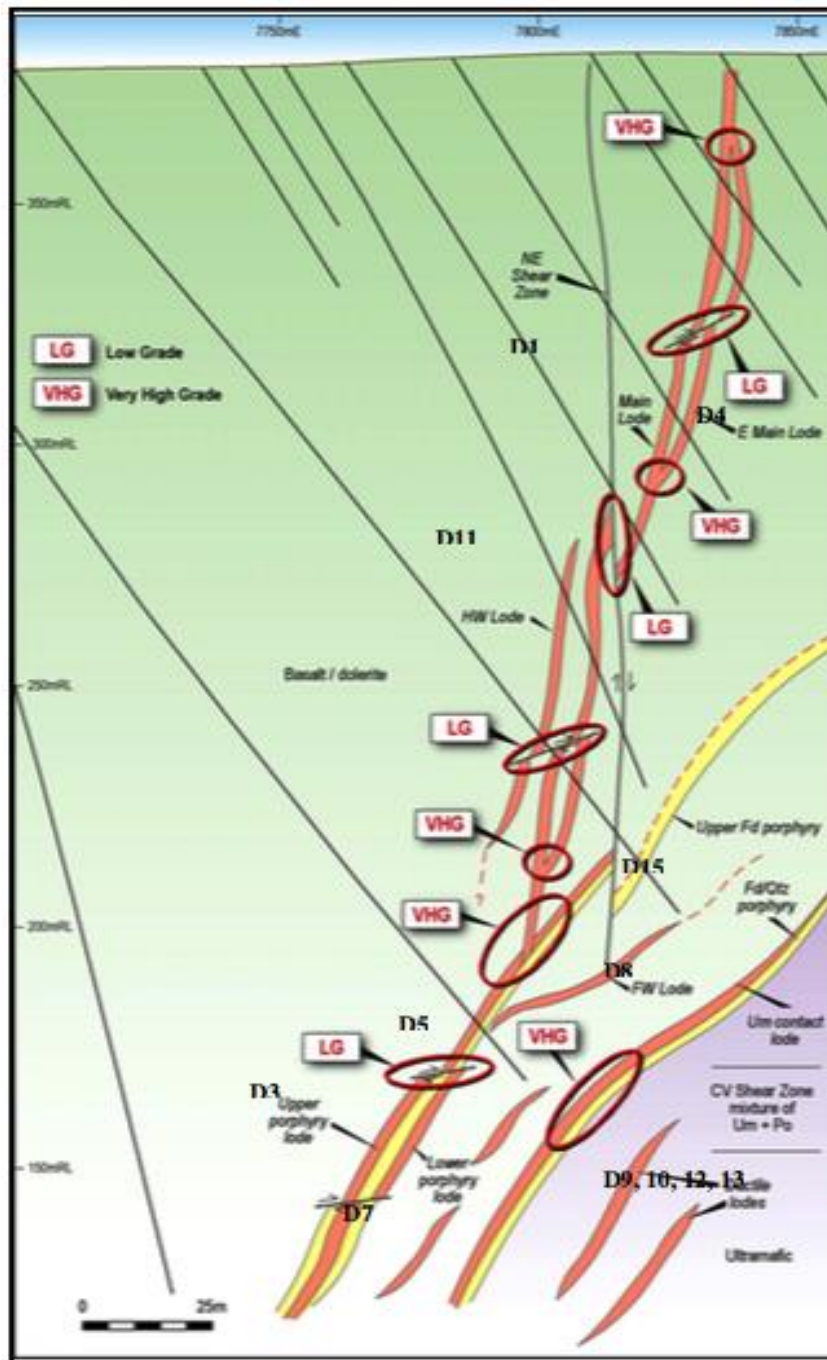 7750mE
7800mE
7850mE
VHG
350mRL
NE
Shear
Zone
LG
Low Grade
D1
VHG
Very High Grade
LG
Main
Lode
D4
E Main Lode
300mRL
VHG
D11
HW Lode
LG
Basalt / dolerite
250mRL
LG
VHG
Upper Fd porphyry
D15
Fd/Qtz
porphyry
VHG
200mRL
D8
FW Lode
Um contact
lode
D5
VHG
LG
D3
CV Shear Zone
mixture of
Um + Po
Upper
porphyry
lode
150mRL
Lower
porphyry
lode
D9, 10, 12, 13
lodes
D7
Ultramafic
0
25m